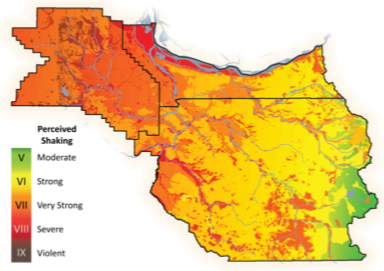 Perceived
Shaking
V Moderate
VI Strong
VII Very Strong
VIII Severe
IX Violent